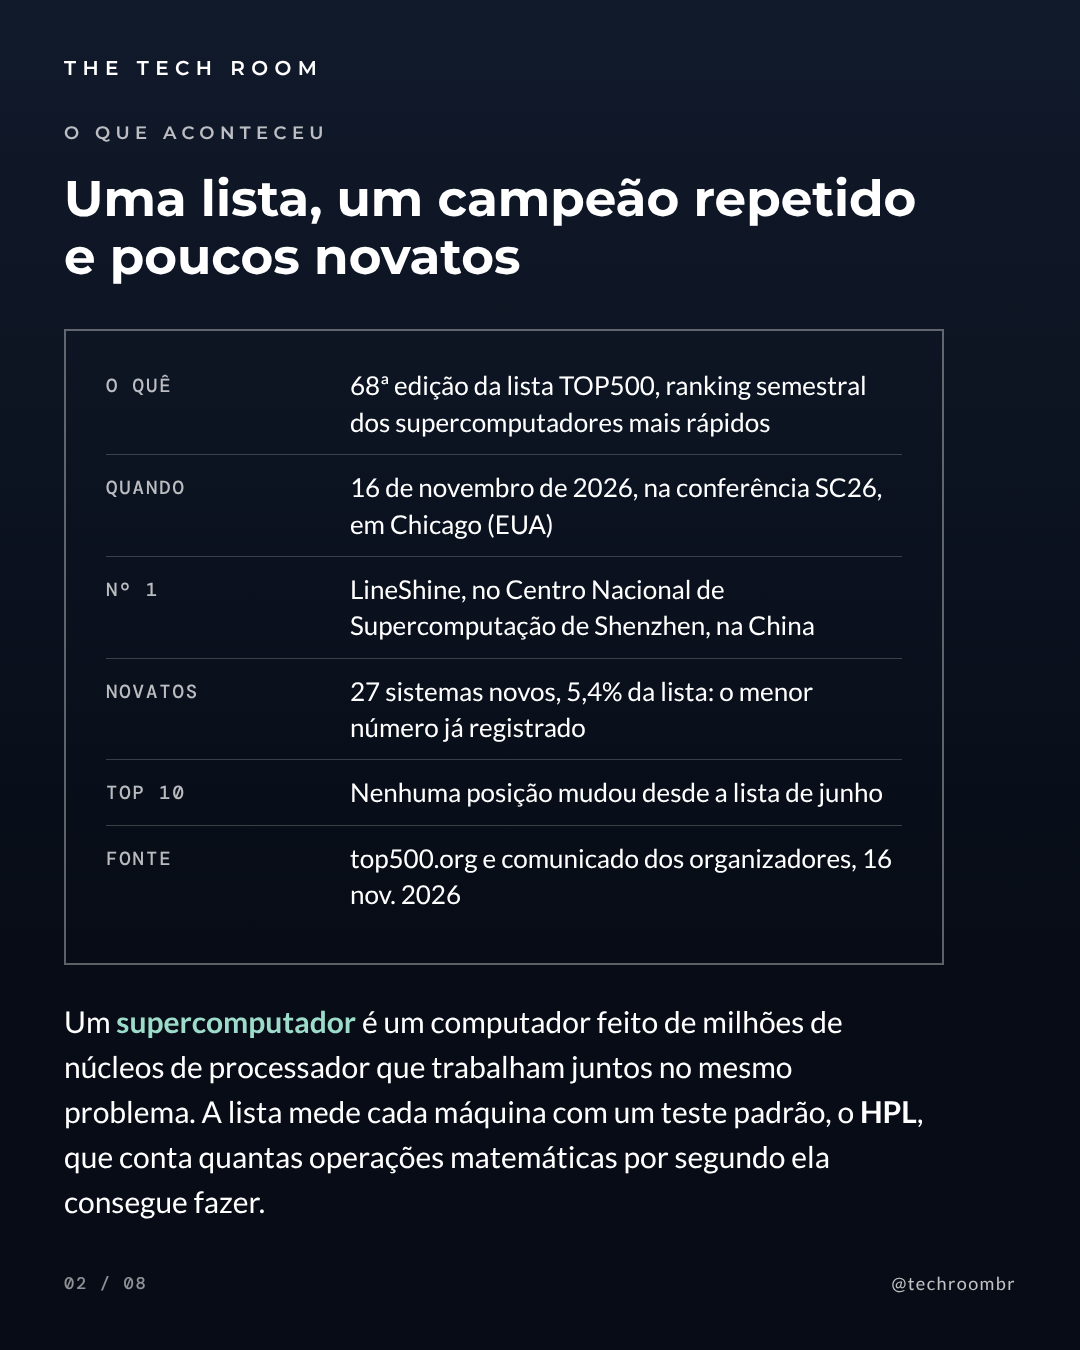 THE TECH ROOM
O QUE ACONTECEU
Uma lista, um campeão repetido
e poucos novatos
O QUÊ
68ª edição da lista TOP500, ranking semestral
dos supercomputadores mais rápidos
QUANDO
16 de novembro de 2026, na conferência SC26,
em Chicago (EUA)
Nº 1
LineShine, no Centro Nacional de
Supercomputação de Shenzhen, na China
NOVATOS
27 sistemas novos, 5,4% da lista: o menor
número já registrado
TOP 10
Nenhuma posição mudou desde a lista de junho
FONTE
top500.org e comunicado dos organizadores, 16
nov. 2026
Um supercomputador é um computador feito de milhões de
núcleos de processador que trabalham juntos no mesmo
problema. A lista mede cada máquina com um teste padrão, o HPL,
que conta quantas operações matemáticas por segundo ela
consegue fazer.
02 / 08
@techroombr